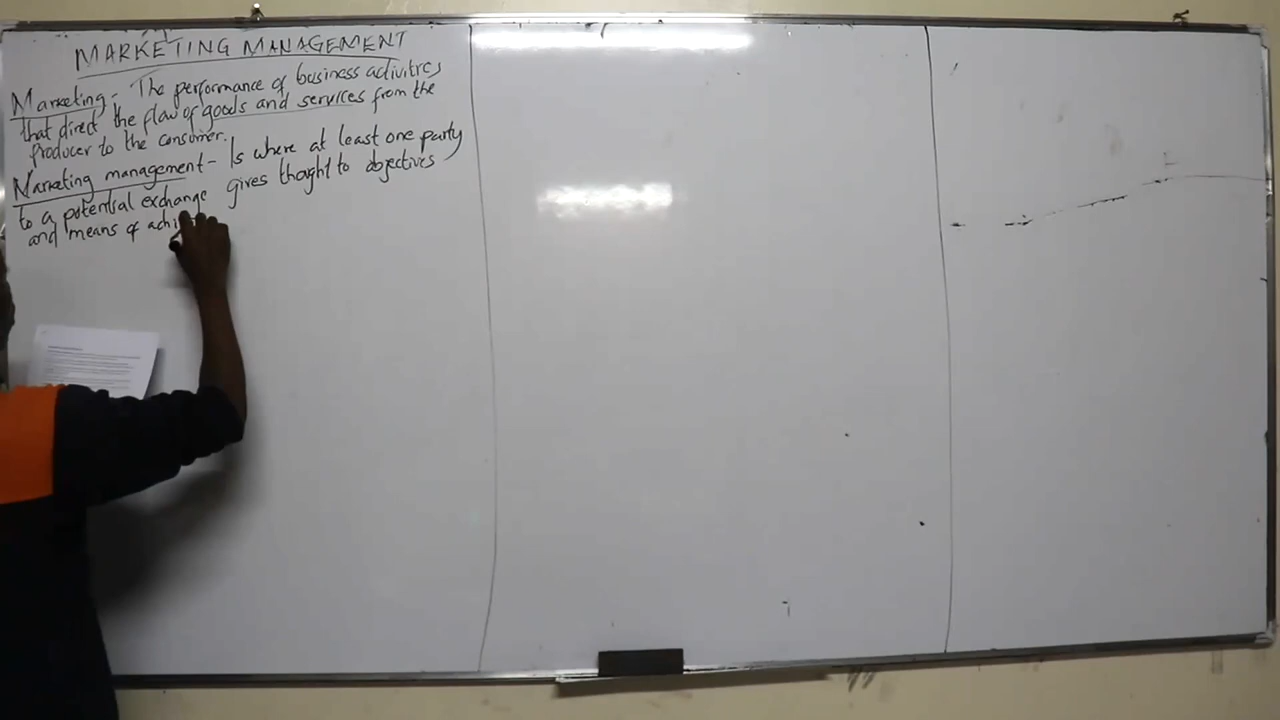 MARKETING MANAGEMENT
Marketing - The performance of business activities
that direct the flow of goods and services from the
producer to the consumer.
Marketing management - Is where at least one party
to a potential exchange gives thought to objectives
and means of achi